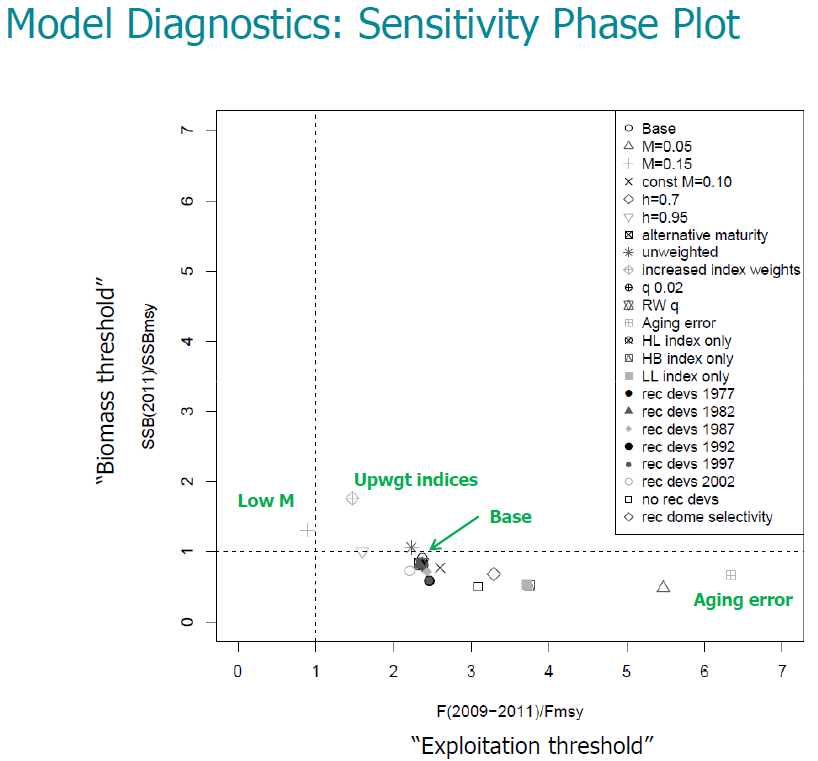 Model Diagnostics: Sensitivity Phase Plot
7
6
5
4
3
2
1
0
“Biomass threshold”
SSB(2011)/SSBmsy
Base
M=0.05
M=0.15
const M=0.10
h=0.7
h=0.95
alternative maturity
unweighted
increased index weights
q 0.02
RW q
Aging error
HL index only
HB index only
LL index only
rec devs 1977
rec devs 1982
rec devs 1987
rec devs 1992
rec devs 1997
rec devs 2002
no rec devs
rec dome selectivity
Upwgt indices
Low M
Base
Aging error
0 1 2 3 4 5 6 7
F(2009−2011)/Fmsy
“Exploitation threshold”